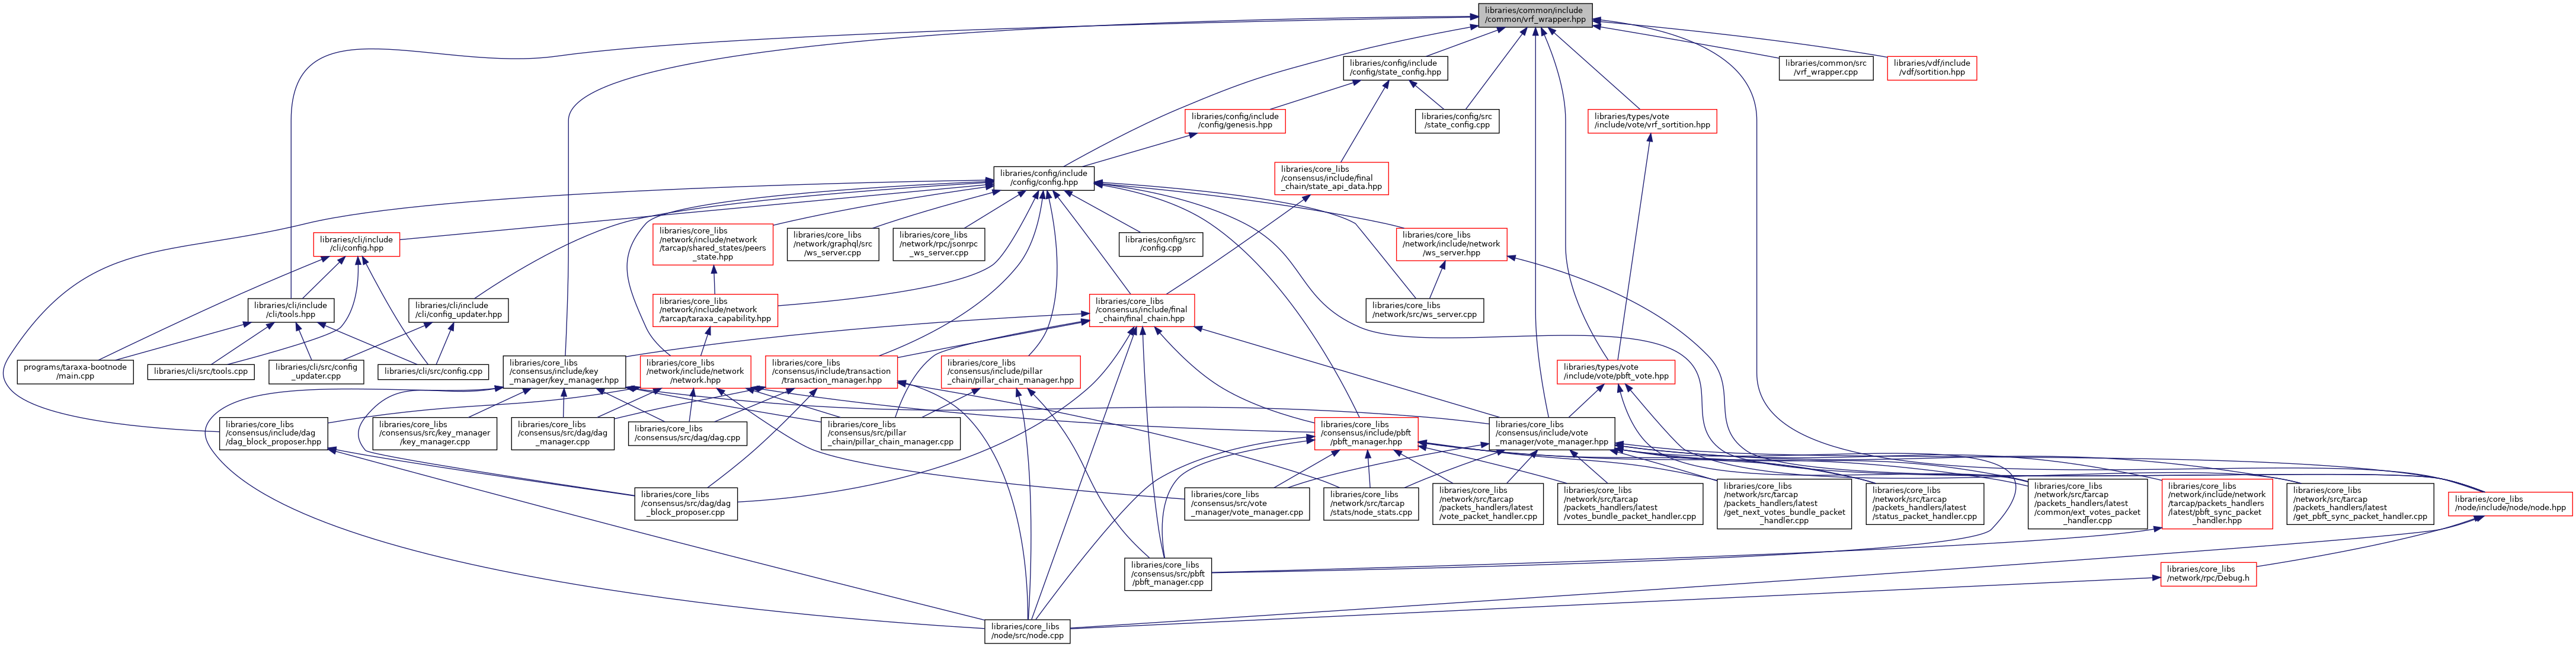 libraries/common/include
/common/vrf_wrapper.hpp
libraries/config/include
/config/state_config.hpp
libraries/common/src
/vrf_wrapper.cpp
libraries/vdf/include
/vdf/sortition.hpp
libraries/config/include
/config/genesis.hpp
libraries/config/src
/state_config.cpp
libraries/types/vote
/include/vote/vrf_sortition.hpp
libraries/config/include
/config/config.hpp
libraries/core_libs
/consensus/include/final
_chain/state_api_data.hpp
libraries/cli/include
/cli/config.hpp
libraries/core_libs
/network/include/network
/tarcap/shared_states/peers
_state.hpp
libraries/core_libs
/network/graphql/src
/ws_server.cpp
libraries/core_libs
/network/rpc/jsonrpc
_ws_server.cpp
libraries/config/src
/config.cpp
libraries/core_libs
/network/include/network
/ws_server.hpp
libraries/cli/include
/cli/tools.hpp
libraries/cli/include
/cli/config_updater.hpp
libraries/core_libs
/network/include/network
/tarcap/taraxa_capability.hpp
libraries/core_libs
/consensus/include/final
_chain/final_chain.hpp
libraries/core_libs
/network/src/ws_server.cpp
programs/taraxa-bootnode
/main.cpp
libraries/cli/src/tools.cpp
libraries/cli/src/config
_updater.cpp
libraries/cli/src/config.cpp
libraries/core_libs
/consensus/include/key
_manager/key_manager.hpp
libraries/core_libs
/network/include/network
/network.hpp
libraries/core_libs
/consensus/include/transaction
/transaction_manager.hpp
libraries/core_libs
/consensus/include/pillar
_chain/pillar_chain_manager.hpp
libraries/types/vote
/include/vote/pbft_vote.hpp
libraries/core_libs
/consensus/include/dag
/dag_block_proposer.hpp
libraries/core_libs
/consensus/src/key_manager
/key_manager.cpp
libraries/core_libs
/consensus/src/dag/dag
_manager.cpp
libraries/core_libs
/consensus/src/dag/dag.cpp
libraries/core_libs
/consensus/src/pillar
_chain/pillar_chain_manager.cpp
libraries/core_libs
/consensus/include/pbft
/pbft_manager.hpp
libraries/core_libs
/consensus/include/vote
_manager/vote_manager.hpp
libraries/core_libs
/consensus/src/dag/dag
_block_proposer.cpp
libraries/core_libs
/consensus/src/vote
_manager/vote_manager.cpp
libraries/core_libs
/network/src/tarcap
/stats/node_stats.cpp
libraries/core_libs
/network/src/tarcap
/packets_handlers/latest
/vote_packet_handler.cpp
libraries/core_libs
/network/src/tarcap
/packets_handlers/latest
/votes_bundle_packet_handler.cpp
libraries/core_libs
/network/src/tarcap
/packets_handlers/latest
/get_next_votes_bundle_packet
_handler.cpp
libraries/core_libs
/network/src/tarcap
/packets_handlers/latest
/status_packet_handler.cpp
libraries/core_libs
/network/src/tarcap
/packets_handlers/latest
/common/ext_votes_packet
_handler.cpp
libraries/core_libs
/network/include/network
/tarcap/packets_handlers
/latest/pbft_sync_packet
_handler.hpp
libraries/core_libs
/network/src/tarcap
/packets_handlers/latest
/get_pbft_sync_packet_handler.cpp
libraries/core_libs
/node/include/node/node.hpp
libraries/core_libs
/consensus/src/pbft
/pbft_manager.cpp
libraries/core_libs
/network/rpc/Debug.h
libraries/core_libs
/node/src/node.cpp